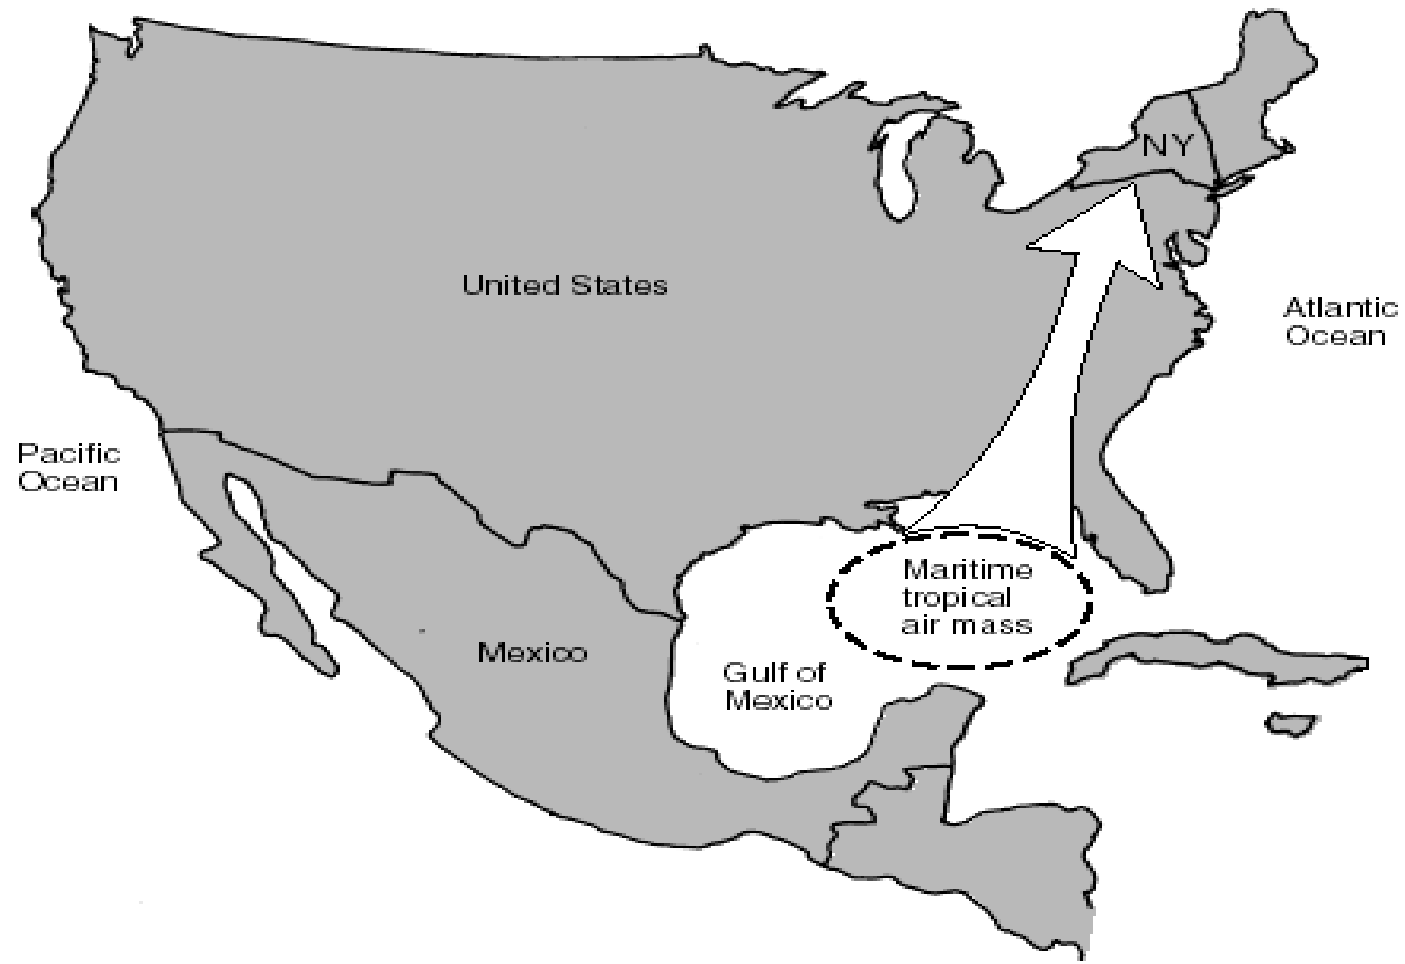 NY
United States
Atlantic
Ocean
Pacific
Ocean
Maritime
tropical
air mass
Mexico
Gulf of
Mexico